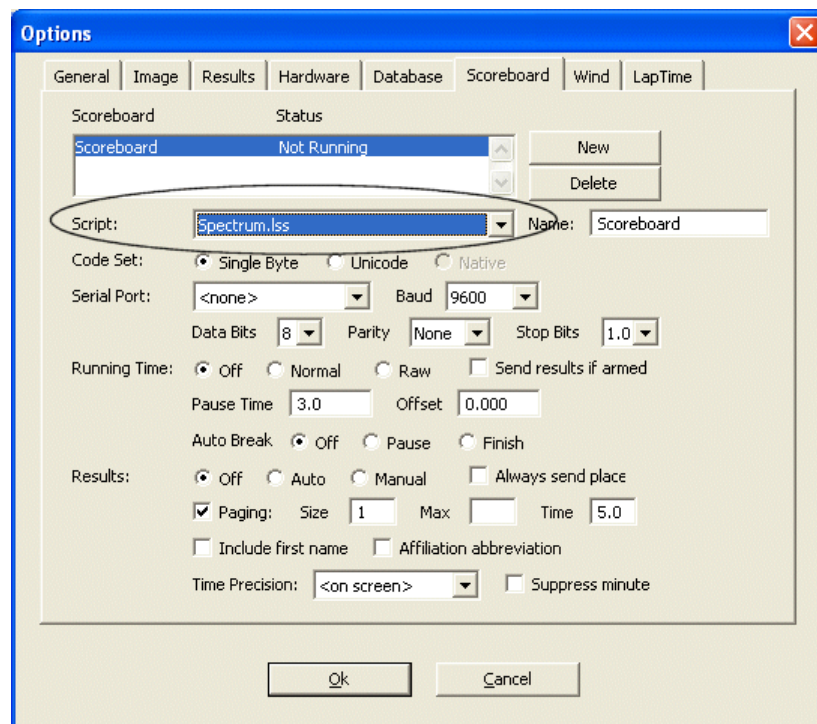 Options
General Image Results Hardware Database Scoreboard Wind LapTime
Scoreboard Status
Scoreboard Not Running New
Delete
Script: Spectrum.lss Name: Scoreboard
Code Set: Single Byte Unicode Native
Serial Port: <none> Baud 9600
Data Bits 8 Parity None Stop Bits 1.0
Running Time: Off Normal Raw Send results if armed
Pause Time 3.0 Offset 0.000
Auto Break Off Pause Finish
Results: Off Auto Manual Always send place
Paging: Size 1 Max Time 5.0
Include first name Affiliation abbreviation
Time Precision: <on screen> Suppress minute
Ok Cancel